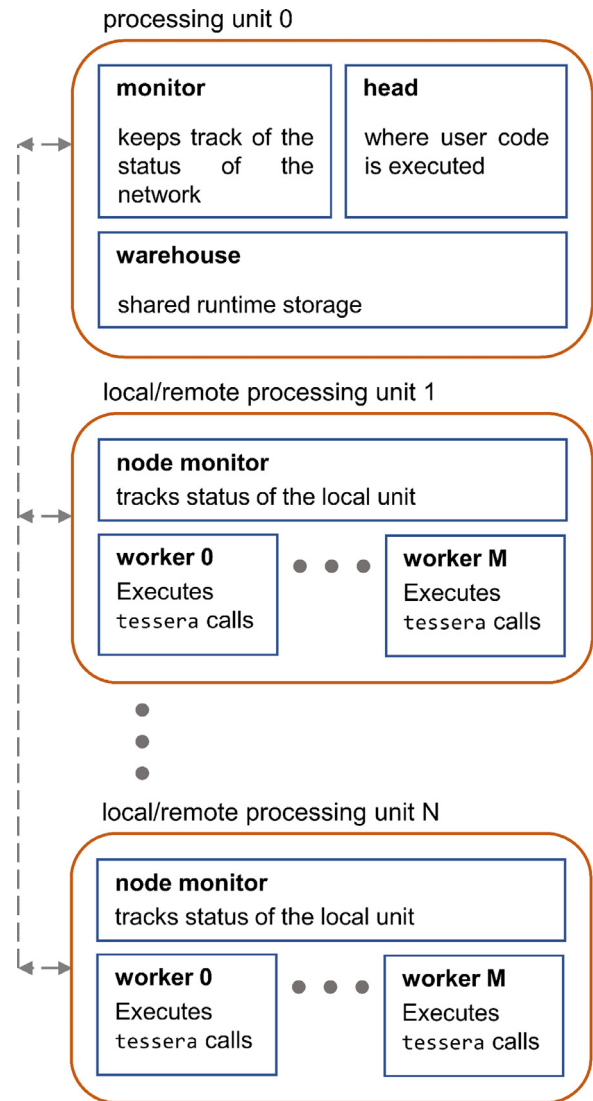 processing unit 0
monitor
keeps track of the
status of the
network
head
where user code
is executed
warehouse
shared runtime storage
local/remote processing unit 1
node monitor
tracks status of the local unit
worker 0
Executes
tessera calls
worker M
Executes
tessera calls
local/remote processing unit N
node monitor
tracks status of the local unit
worker 0
Executes
tessera calls
worker M
Executes
tessera calls